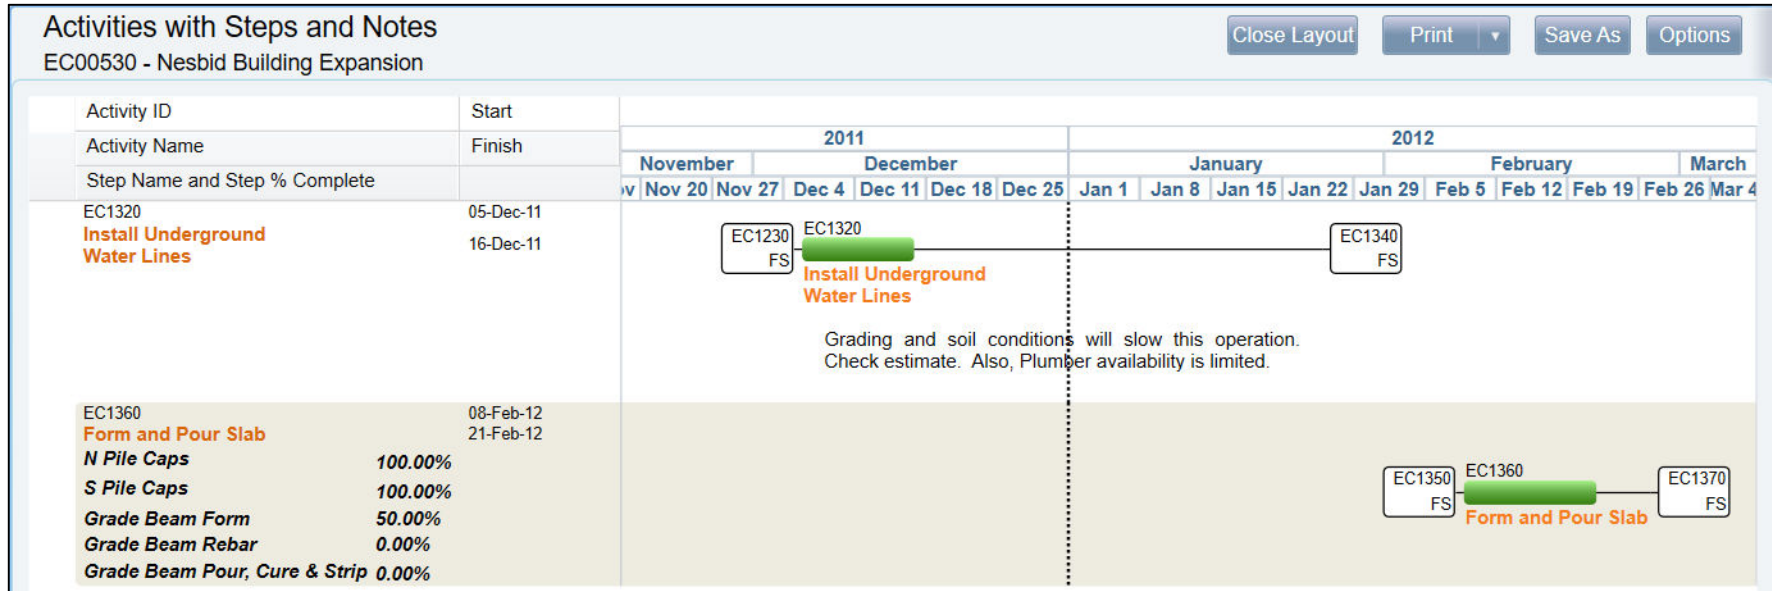 Activities with Steps and Notes
EC00530 - Nesbid Building Expansion
Close Layout
Print
Save As
Options
Activity ID
Start
Activity Name
Finish
Step Name and Step % Complete
2011
2012
November
December
January
February
March
ov
Nov 20
Nov 27
Dec 4
Dec 11
Dec 18
Dec 25
Jan 1
Jan 8
Jan 15
Jan 22
Jan 29
Feb 5
Feb 12
Feb 19
Feb 26
Mar 4
EC1320
05-Dec-11
Install Underground
Water Lines
16-Dec-11
EC1230
FS
EC1320
Install Underground
Water Lines
EC1340
FS
Grading and soil conditions will slow this operation.
Check estimate. Also, Plumber availability is limited.
EC1360
08-Feb-12
Form and Pour Slab
21-Feb-12
N Pile Caps 100.00%
S Pile Caps 100.00%
Grade Beam Form 50.00%
Grade Beam Rebar 0.00%
Grade Beam Pour, Cure & Strip 0.00%
EC1350
FS
EC1360
Form and Pour Slab
EC1370
FS